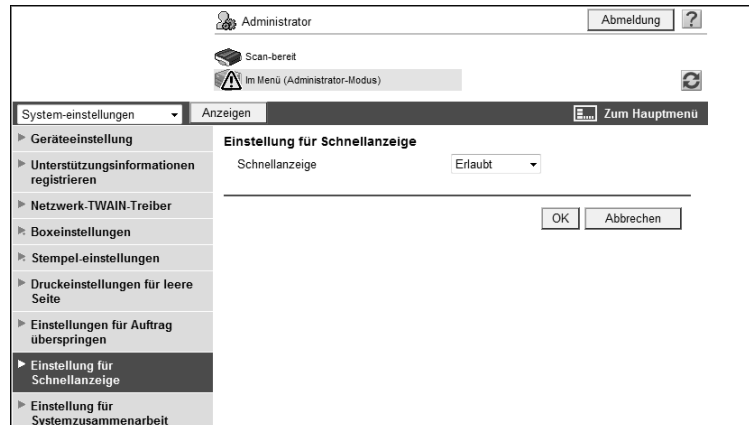 Administrator
Abmeldung
?
Scan-bereit
Im Menü (Administrator-Modus)
System-einstellungen
Anzeigen
Zum Hauptmenü
Geräteeinstellung
Unterstützungsinformationen
registrieren
Netzwerk-TWAIN-Treiber
Boxeinstellungen
Stempel-einstellungen
Druckeinstellungen für leere
Seite
Einstellungen für Auftrag
überspringen
Einstellung für
Schnellanzeige
Einstellung für
Systemzusammenarbeit
Einstellung für Schnellanzeige
Schnellanzeige
Erlaubt
OK
Abbrechen